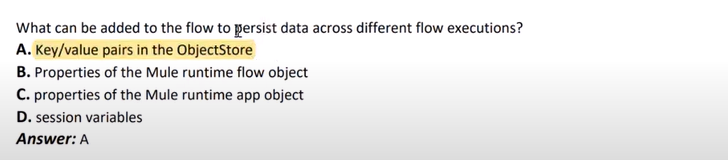 What can be added to the flow to persist data across different flow executions?
A. Key/value pairs in the ObjectStore
B. Properties of the Mule runtime flow object
C. properties of the Mule runtime app object
D. session variables
Answer: A